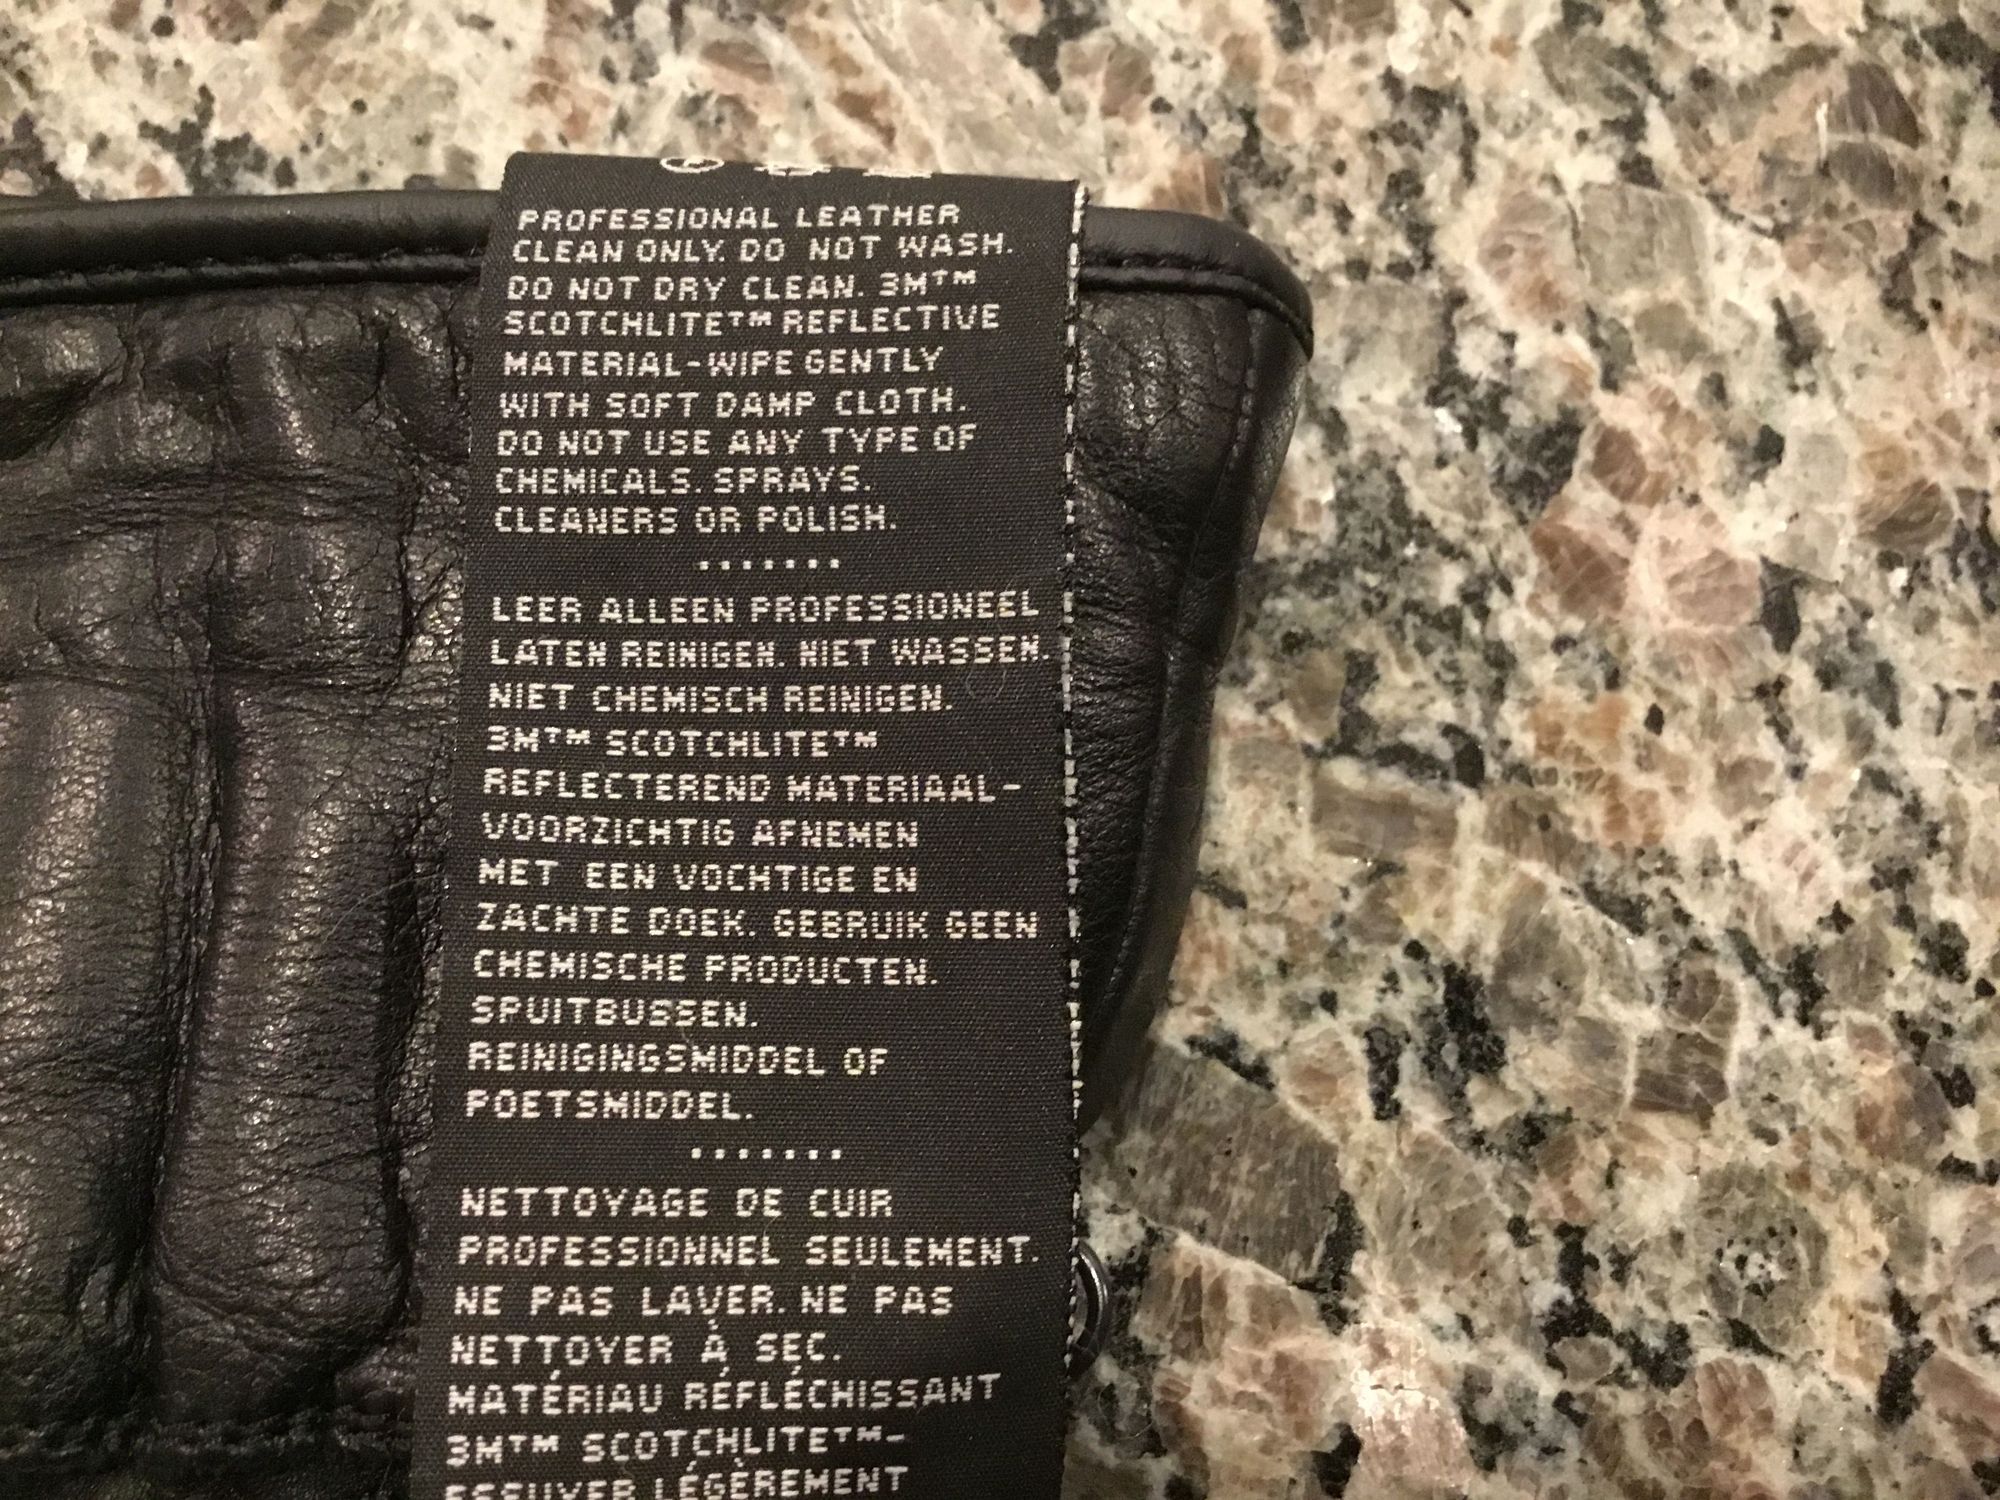 PROFESSIONAL LEATHER
CLEAN ONLY. DO NOT WASH.
DO NOT DRY CLEAN. 3M™
SCOTCHLITE™ REFLECTIVE
MATERIAL-WIPE GENTLY
WITH SOFT DAMP CLOTH.
DO NOT USE ANY TYPE OF
CHEMICALS. SPRAYS.
CLEANERS OR POLISH.
.......
LEER ALLEEN PROFESSIONEEL
LATEN REINIGEN. NIET WASSEN.
NIET CHEMISCH REINIGEN.
3M™ SCOTCHLITE™
REFLECTEREND MATERIAAL-
VOORZICHTIG AFNEMEN
MET EEN VOCHTIGE EN
ZACHTE DOEK. GEBRUIK GEEN
CHEMISCHE PRODUCTEN.
SPUITBUSSEN.
REINIGINGSMIDDEL OF
POETSMIDDEL.
.......
NETTOYAGE DE CUIR
PROFESSIONNEL SEULEMENT.
NE PAS LAVER. NE PAS
NETTOYER À SEC.
MATÉRIAU RÉFLÉCHISSANT
3M™ SCOTCHLITE™-
ESSUYER LÉGÈREMENT